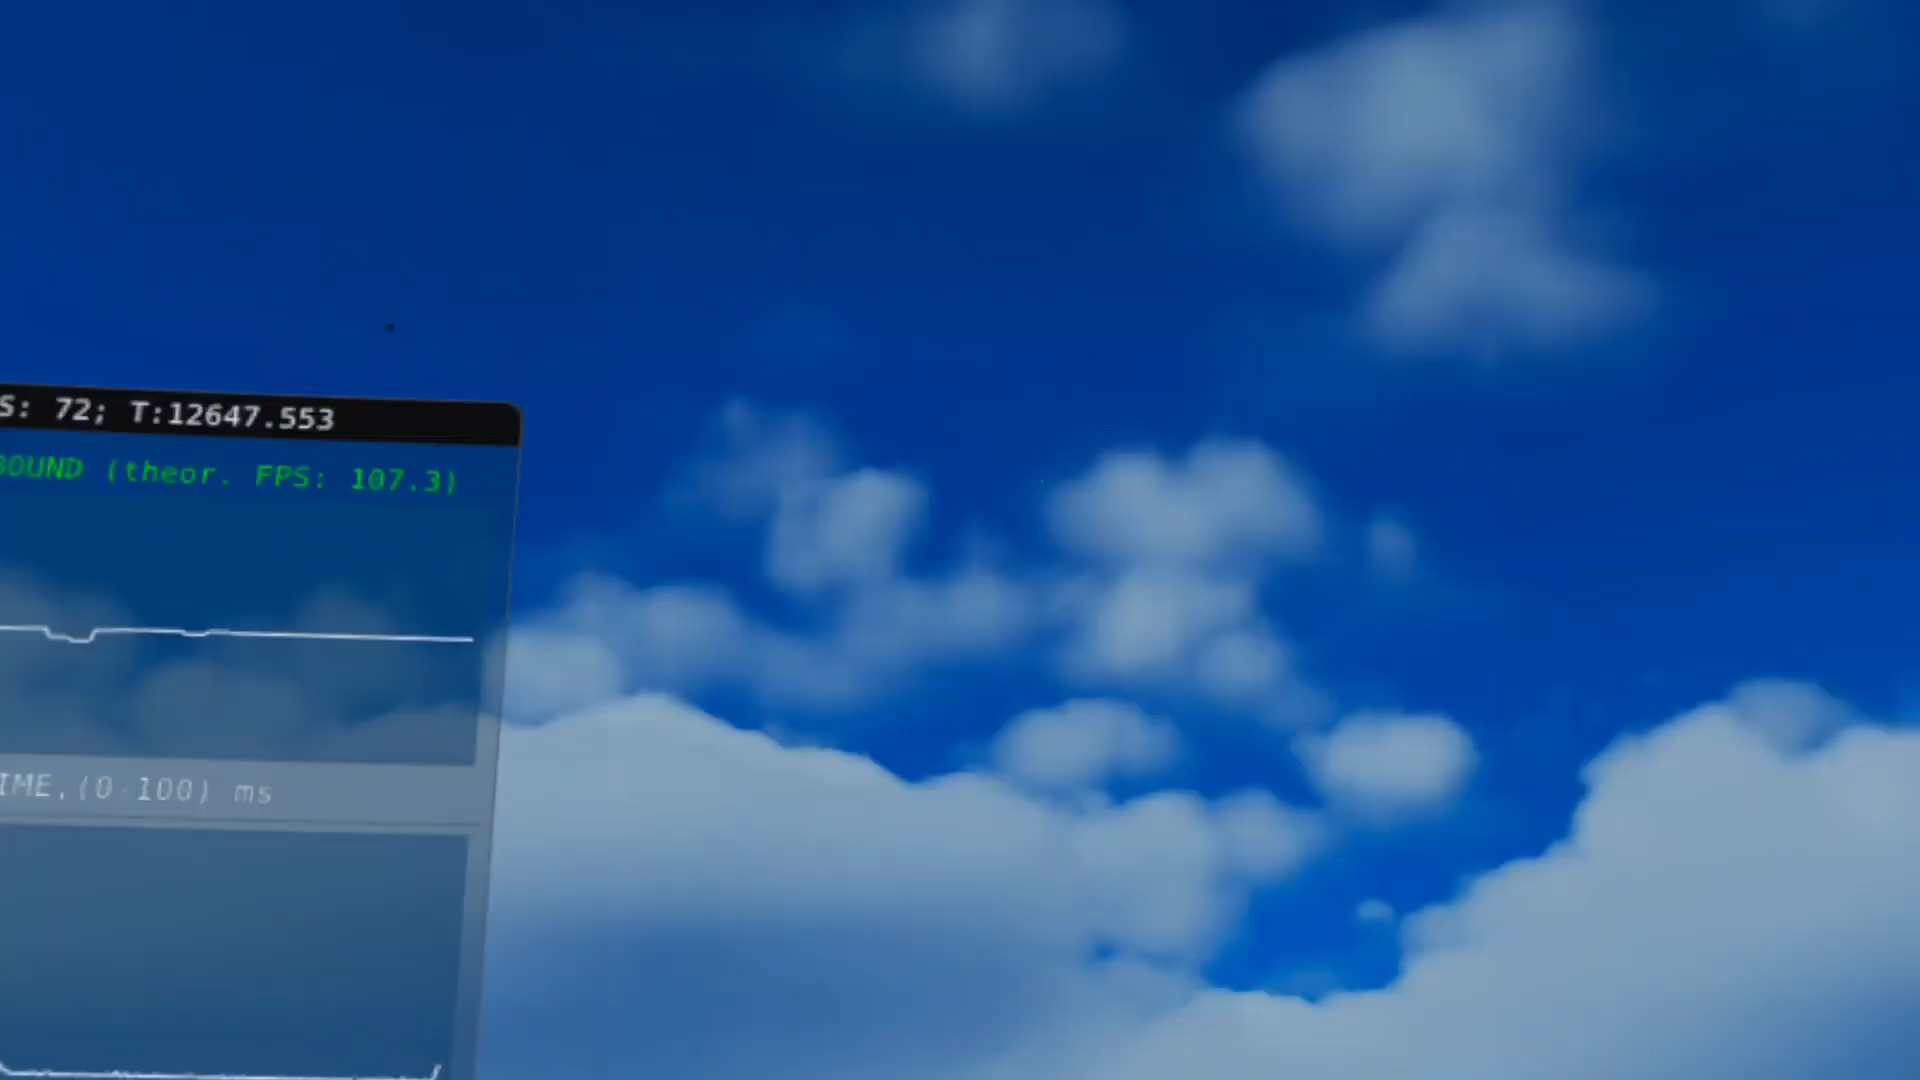 S: 72; T:12647.553
BOUND (theor. FPS: 107.3)
IME,(0-100) ms